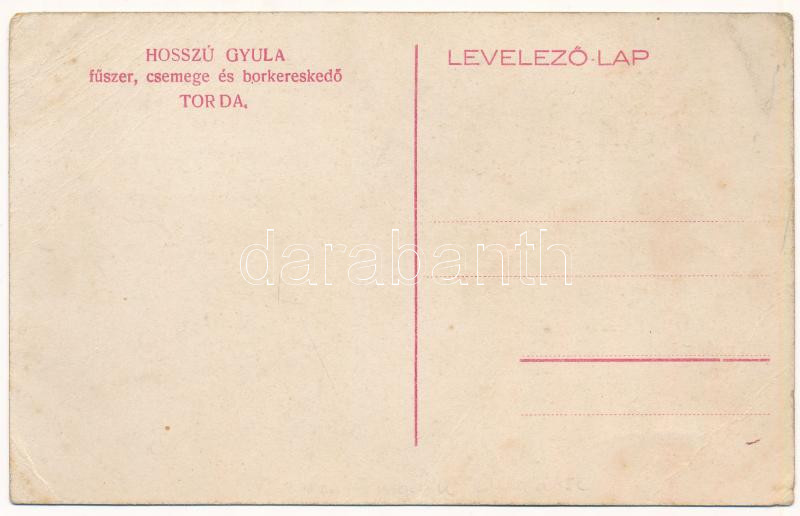 HOSSZÚ GYULA
fűszer, csemege és borkereskedő
TORDA.
LEVELEZŐ-LAP
darabanth